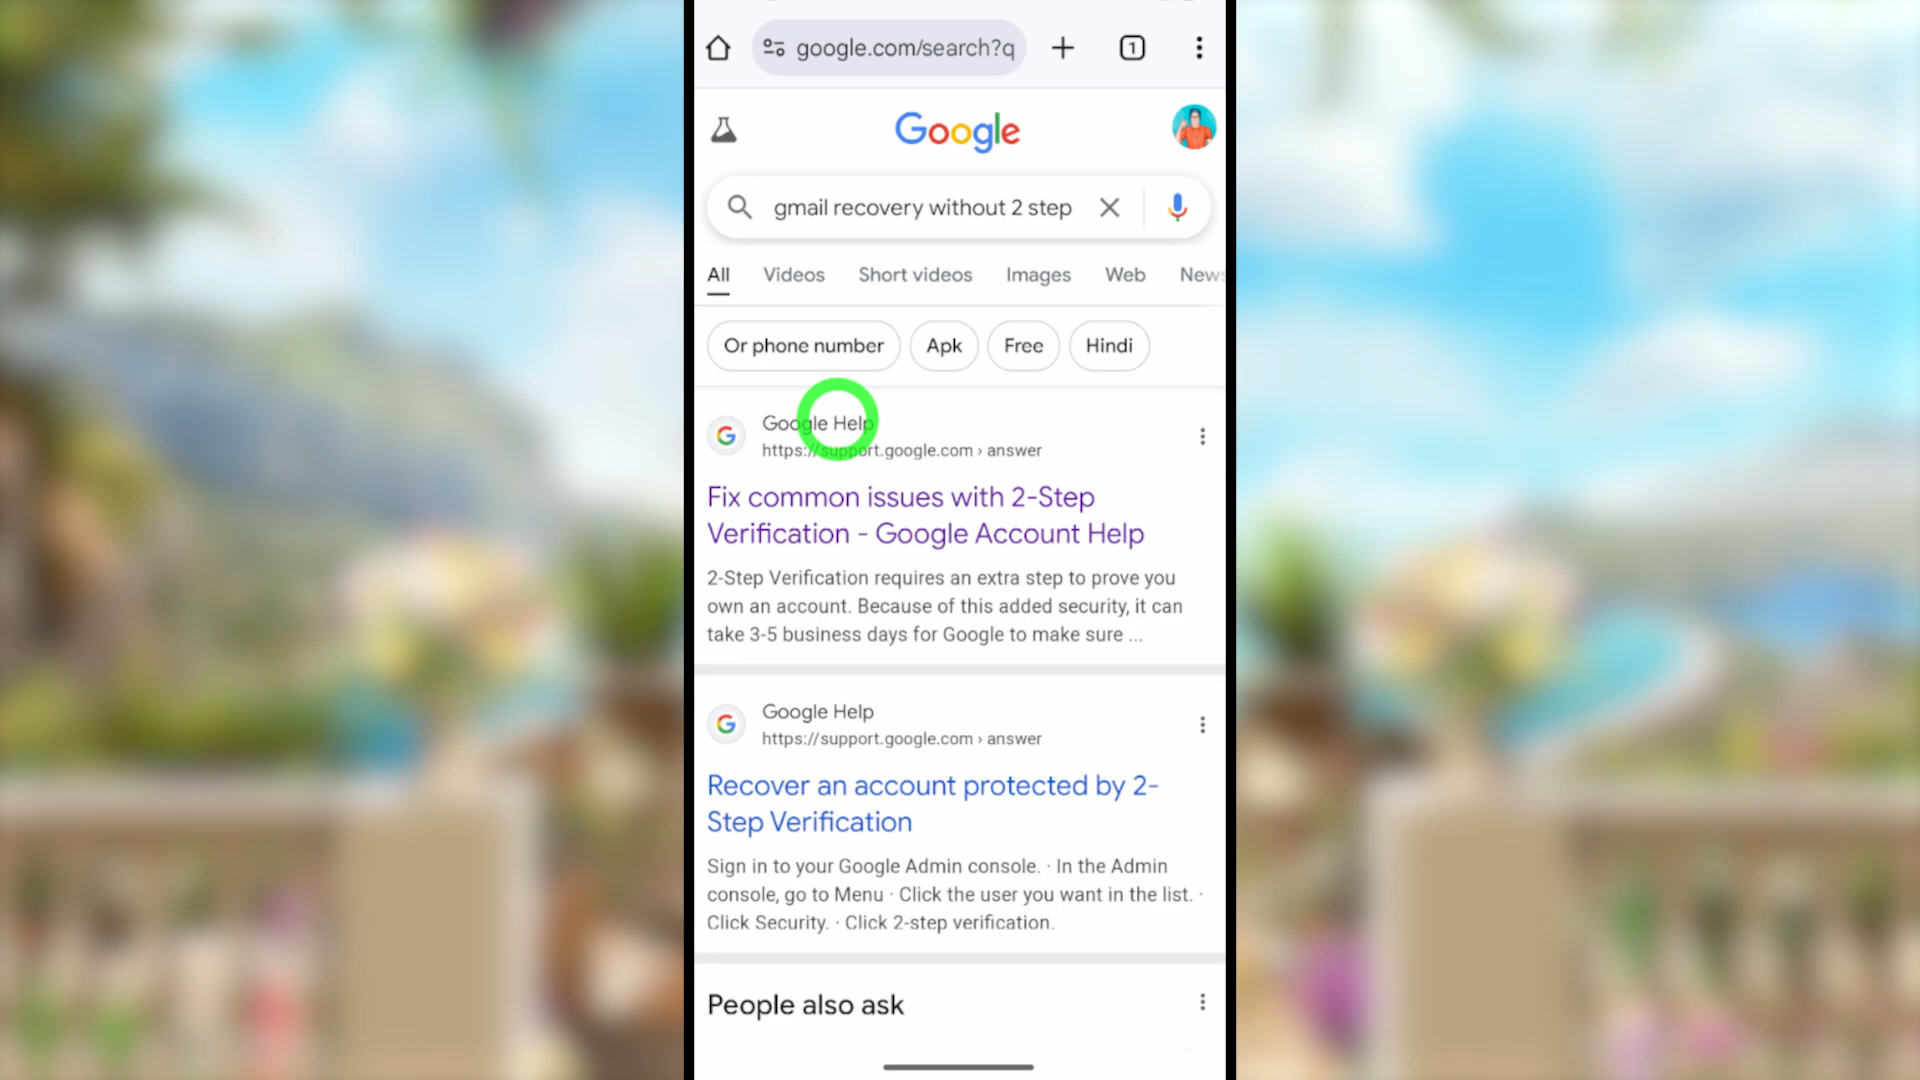 google.com/search?q
1
Google
gmail recovery without 2 step
All Videos Short videos Images Web News
Or phone number Apk Free Hindi
Google Help
https://support.google.com › answer
Fix common issues with 2-Step
Verification - Google Account Help
2-Step Verification requires an extra step to prove you
own an account. Because of this added security, it can
take 3-5 business days for Google to make sure ...
Google Help
https://support.google.com › answer
Recover an account protected by 2-
Step Verification
Sign in to your Google Admin console. · In the Admin
console, go to Menu · Click the user you want in the list. ·
Click Security. · Click 2-step verification.
People also ask